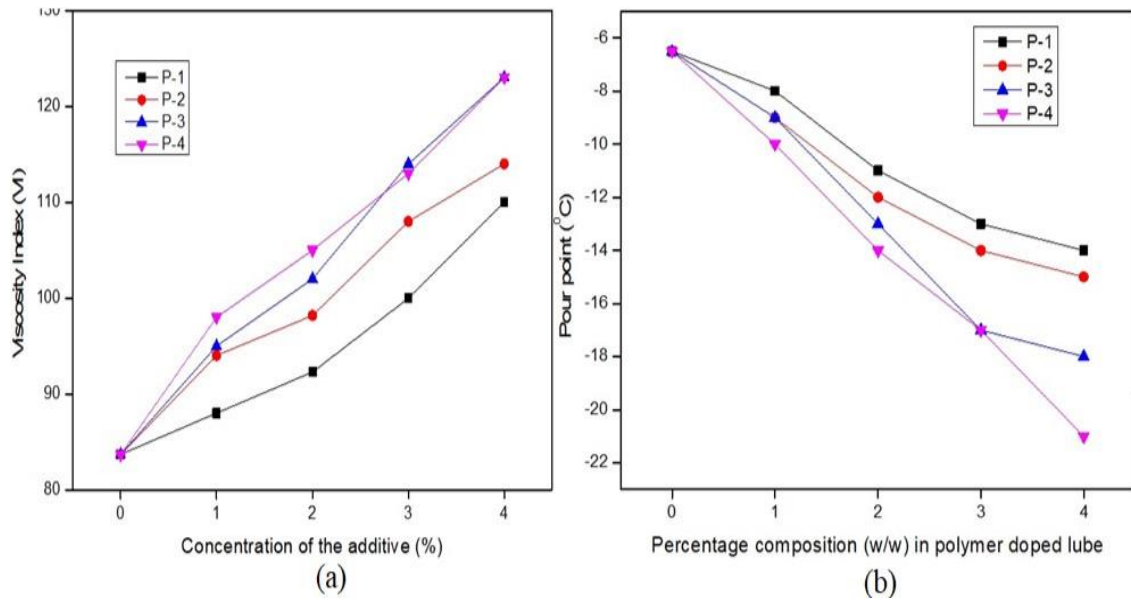 130
120
110
100
90
80
Viscosity Index (VI)
P-1
P-2
P-3
P-4
0 1 2 3 4
Concentration of the additive (%)
(a)
-6
-8
-10
-12
-14
-16
-18
-20
-22
Pour point (°C)
P-1
P-2
P-3
P-4
0 1 2 3 4
Percentage composition (w/w) in polymer doped lube
(b)